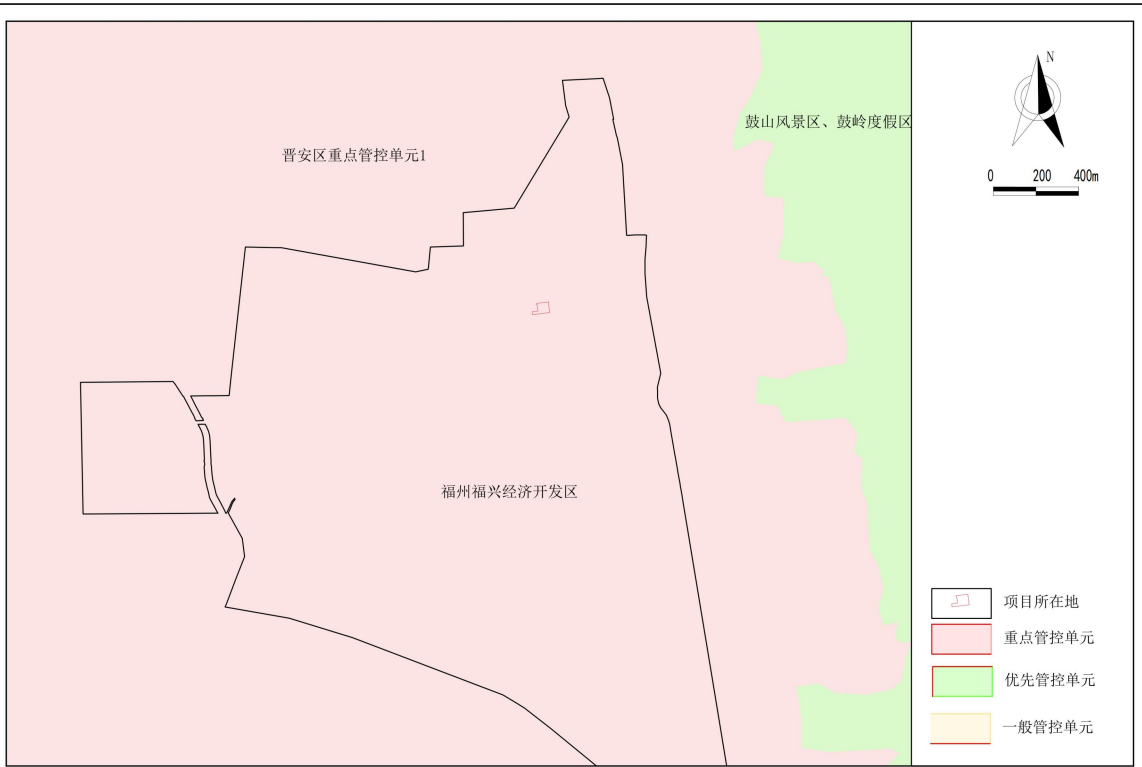 N
鼓山风景区、鼓岭度假区
晋安区重点管控单元1
0 200 400m
福州福兴经济开发区
项目所在地
重点管控单元
优先管控单元
一般管控单元